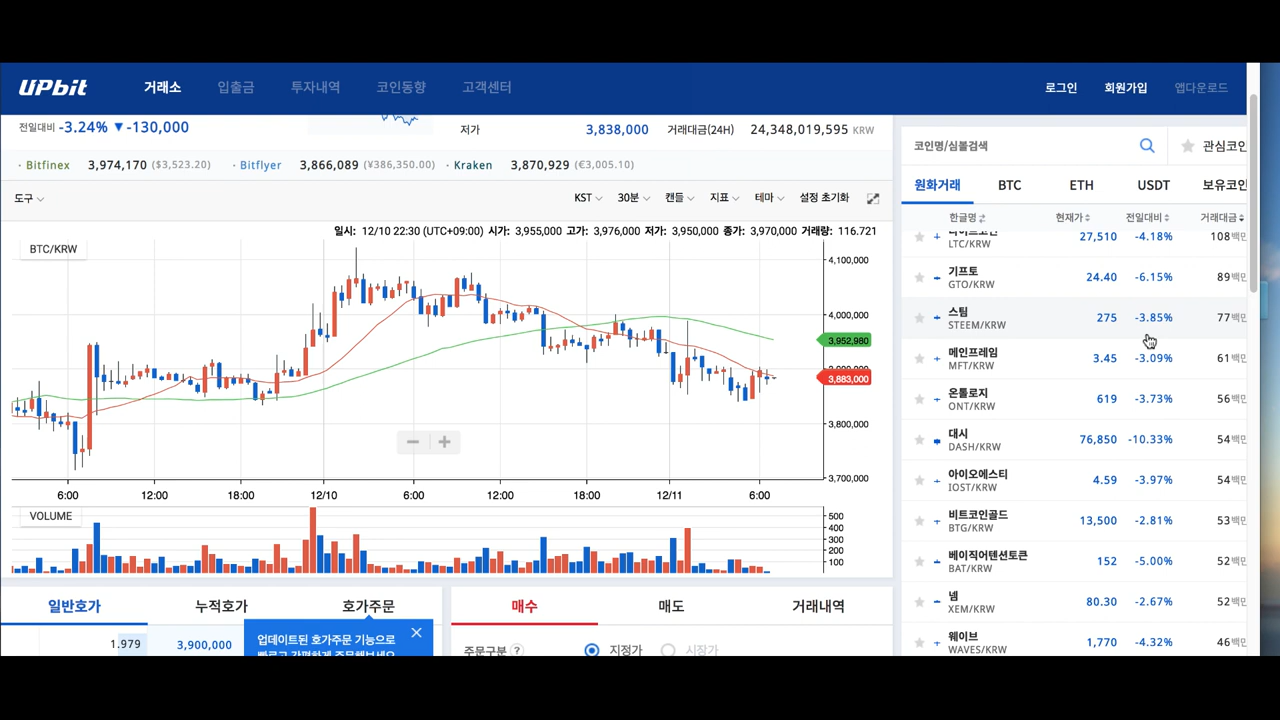 UPbit 거래소 입출금 투자내역 코인동향 고객센터 로그인 회원가입 앱다운로드
전일대비 -3.24% ▼ -130,000 저가 3,838,000 거래대금(24H) 24,348,019,595 KRW
· Bitfinex 3,974,170 ($3,523.20) · Bitflyer 3,866,089 (¥386,350.00) · Kraken 3,870,929 (€3,005.10)
도구 KST 30분 캔들 지표 테마 설정 초기화
일시: 12/10 22:30 (UTC+09:00) 시가: 3,955,000 고가: 3,976,000 저가: 3,950,000 종가: 3,970,000 거래량: 116.721
BTC/KRW
4,100,000
4,000,000
3,952,980
3,883,000
3,800,000
3,700,000
6:00 12:00 18:00 12/10 6:00 12:00 18:00 12/11 6:00
VOLUME
500
400
300
200
100
일반호가 누적호가 호가주문
1.979 3,900,000
업데이트된 호가주문 기능으로
매수 매도 거래내역
주문구분 ? 지정가 시장가
코인명/심볼검색 관심코인
원화거래 BTC ETH USDT 보유코인
한글명 현재가 전일대비 거래대금
LTC/KRW 27,510 -4.18% 108백만
기프토
GTO/KRW 24.40 -6.15% 89백만
스팀
STEEM/KRW 275 -3.85% 77백만
메인프레임
MFT/KRW 3.45 -3.09% 61백만
온톨로지
ONT/KRW 619 -3.73% 56백만
대시
DASH/KRW 76,850 -10.33% 54백만
아이오에스티
IOST/KRW 4.59 -3.97% 54백만
비트코인골드
BTG/KRW 13,500 -2.81% 53백만
베이직어텐션토큰
BAT/KRW 152 -5.00% 52백만
넴
XEM/KRW 80.30 -2.67% 52백만
웨이브
WAVES/KRW 1,770 -4.32% 46백만